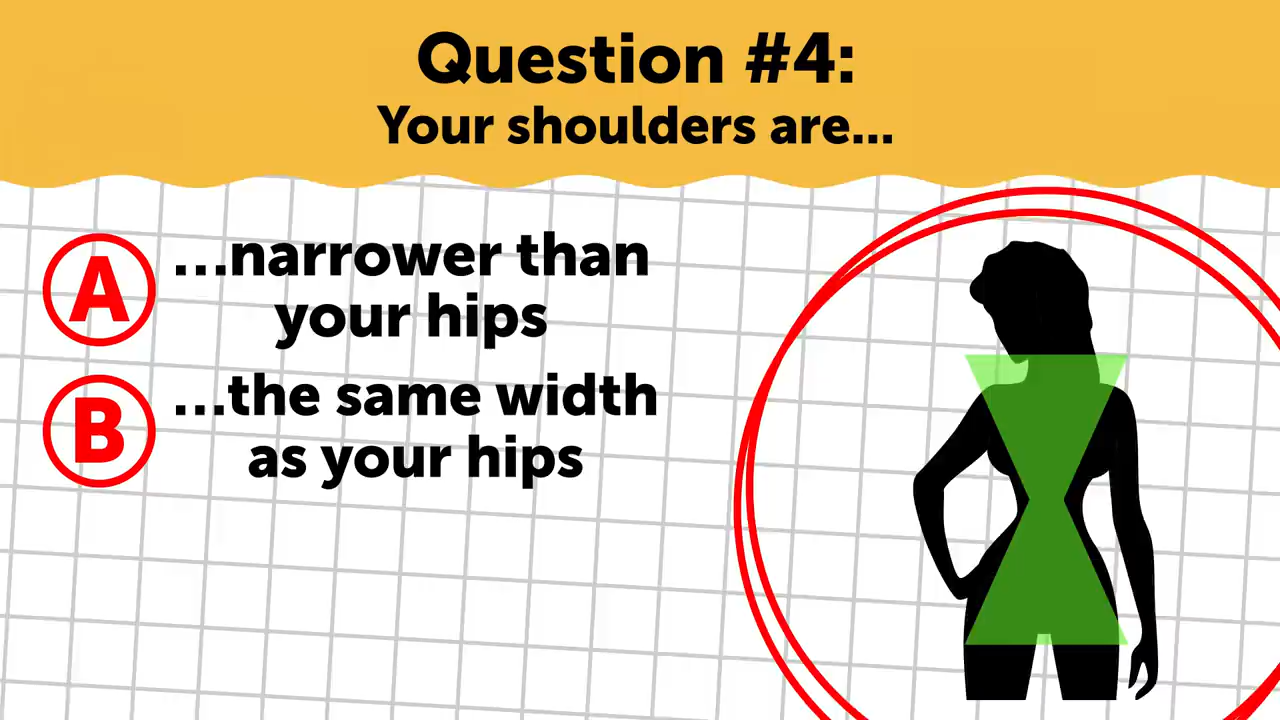 Question #4:
Your shoulders are...
A
...narrower than
your hips
B
...the same width
as your hips